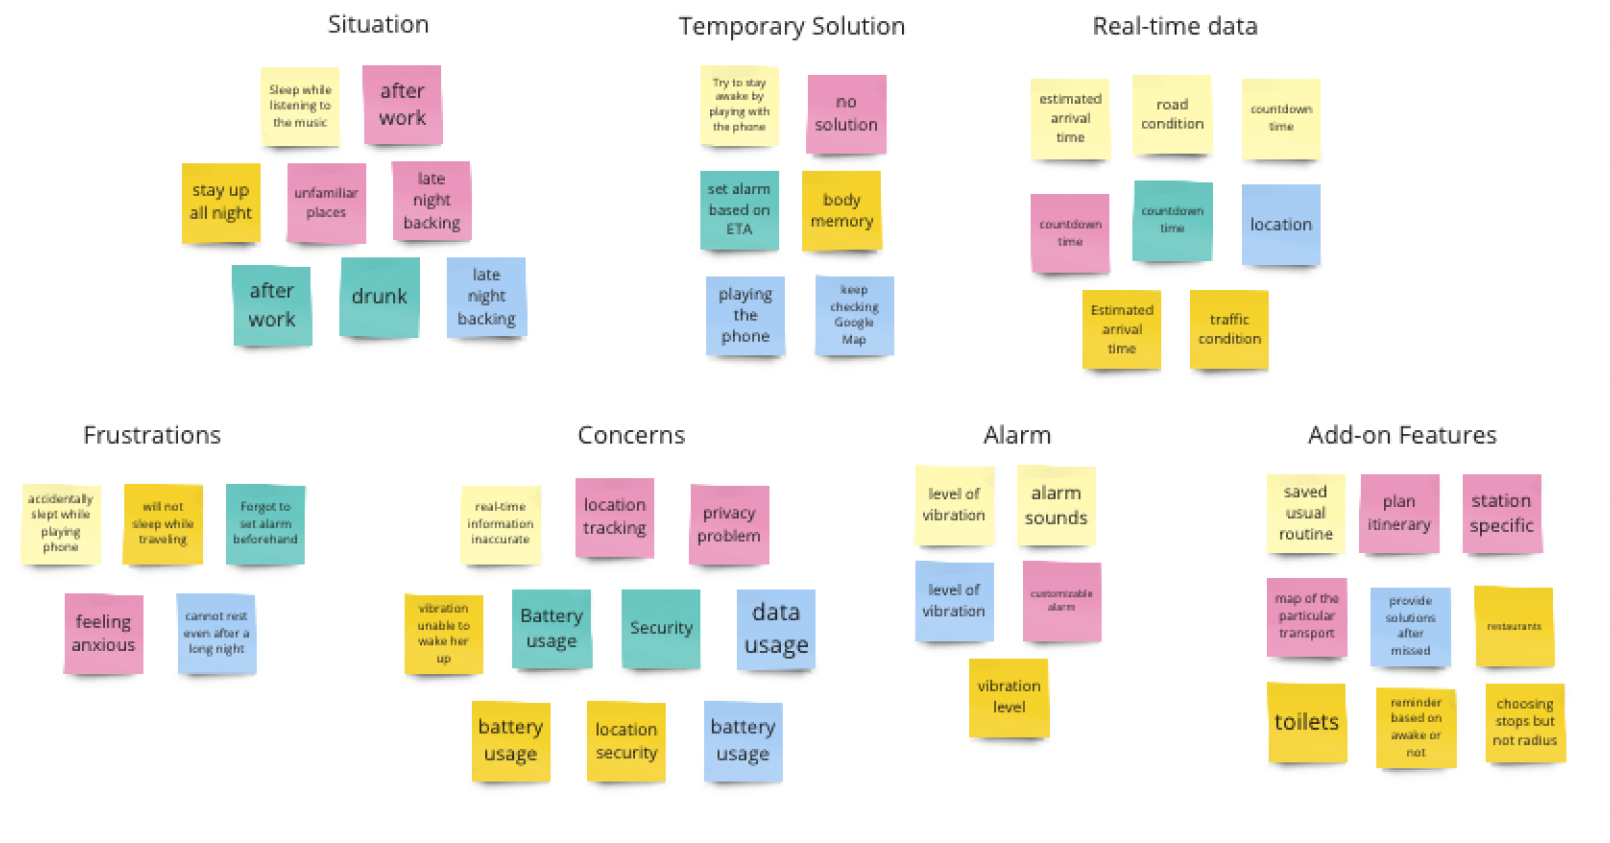 Situation
Sleep while
listening to
the music
after
work
stay up
all night
unfamiliar
places
late
night
backing
after
work
drunk
late
night
backing
Temporary Solution
Try to stay
awake by
playing with
the phone
no
solution
set alarm
based on
ETA
body
memory
playing
the
phone
keep
checking
Google
Map
Real-time data
estimated
arrival
time
road
condition
countdown
time
countdown
time
countdown
time
location
Estimated
arrival
time
traffic
condition
Frustrations
accidentally
slept while
playing
phone
will not
sleep while
traveling
Forgot to
set alarm
beforehand
feeling
anxious
cannot rest
even after a
long night
Concerns
real-time
information
inaccurate
location
tracking
privacy
problem
vibration
unable to
wake her
up
Battery
usage
Security
data
usage
battery
usage
location
security
battery
usage
Alarm
level of
vibration
alarm
sounds
level of
vibration
customizable
alarm
vibration
level
Add-on Features
saved
usual
routine
plan
itinerary
station
specific
map of the
particular
transport
provide
solutions
after
missed
restaurants
toilets
reminder
based on
awake or
not
choosing
stops but
not radius